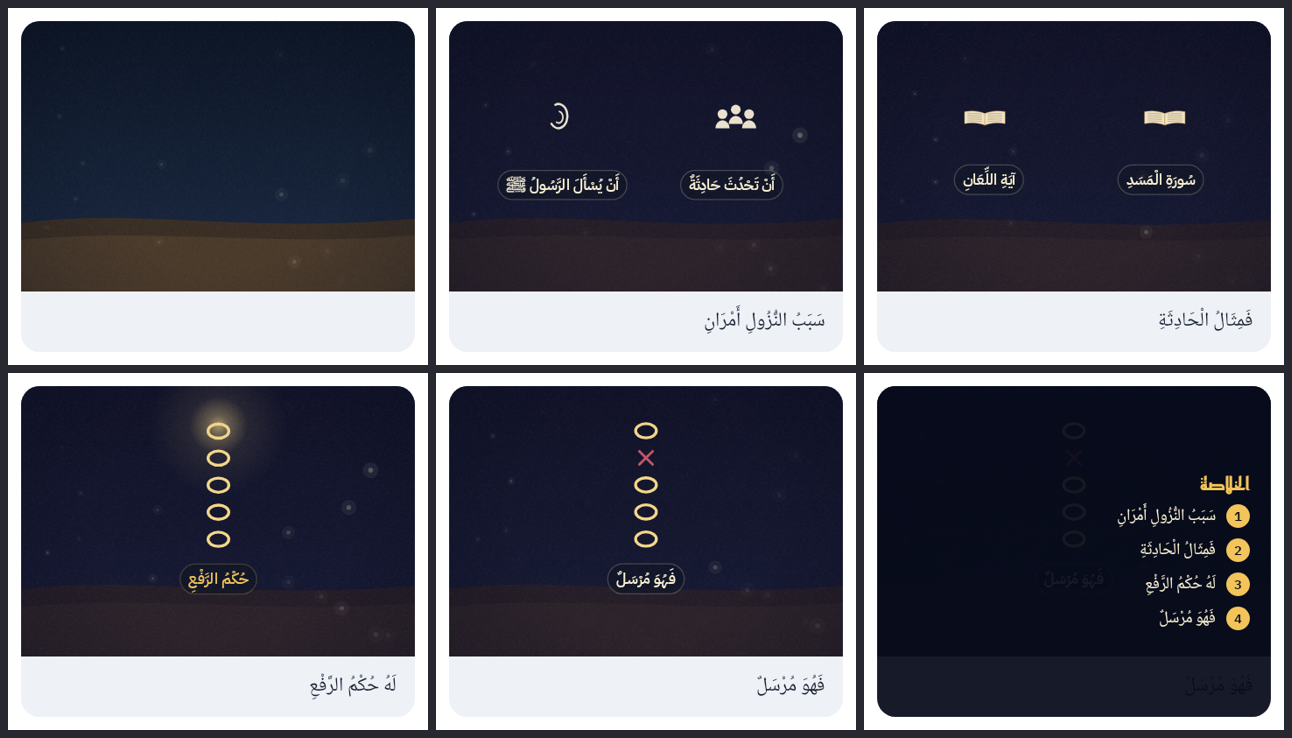 أَنْ تَحْدُثَ حَادِثَةٌ
أَنْ يُسْأَلَ الرَّسُولُ ﷺ
سَبَبُ النُّزُولِ أَمْرَانِ
سُورَةِ الْمَسَدِ
آيَةِ اللِّعَانِ
فَمِثَالُ الْحَادِثَةِ
حُكْمُ الرَّفْعِ
لَهُ حُكْمُ الرَّفْعِ
فَهُوَ مُرْسَلٌ
فَهُوَ مُرْسَلٌ
الخلاصة
1 سَبَبُ النُّزُولِ أَمْرَانِ
2 فَمِثَالُ الْحَادِثَةِ
3 لَهُ حُكْمُ الرَّفْعِ
4 فَهُوَ مُرْسَلٌ
فَهُوَ مُرْسَلٌ
فَهُوَ مُرْسَلٌ